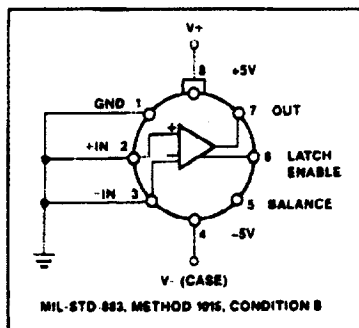 V+
8 +5V
GND 1
7 OUT
+IN 2
+
−
6 LATCH ENABLE
-IN 3
5 BALANCE
4 -5V
V- (CASE)
MIL-STD-883, METHOD 1015, CONDITION B